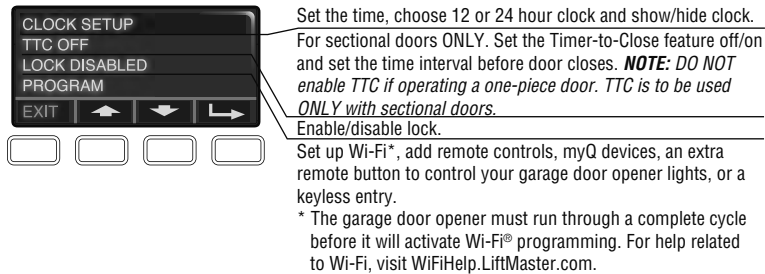 CLOCK SETUP
TTC OFF
LOCK DISABLED
PROGRAM
EXIT
Set the time, choose 12 or 24 hour clock and show/hide clock.
For sectional doors ONLY. Set the Timer-to-Close feature off/on
and set the time interval before door closes. NOTE: DO NOT
enable TTC if operating a one-piece door. TTC is to be used
ONLY with sectional doors.
Enable/disable lock.
Set up Wi-Fi*, add remote controls, myQ devices, an extra
remote button to control your garage door opener lights, or a
keyless entry.
* The garage door opener must run through a complete cycle
before it will activate Wi-Fi® programming. For help related
to Wi-Fi, visit WiFiHelp.LiftMaster.com.